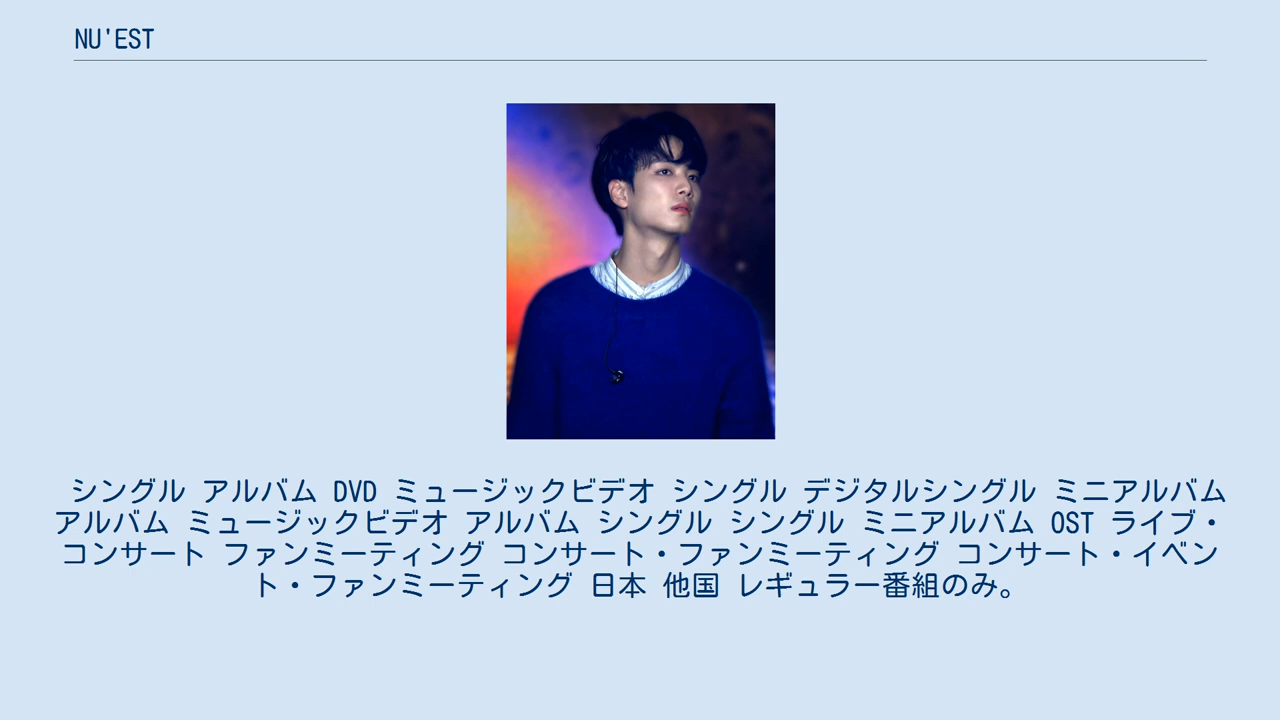 NU'EST
シングル アルバム DVD ミュージックビデオ シングル デジタルシングル ミニアルバム
アルバム ミュージックビデオ アルバム シングル シングル ミニアルバム OST ライブ・
コンサート ファンミーティング コンサート・ファンミーティング コンサート・イベン
ト・ファンミーティング 日本 他国 レギュラー番組のみ。